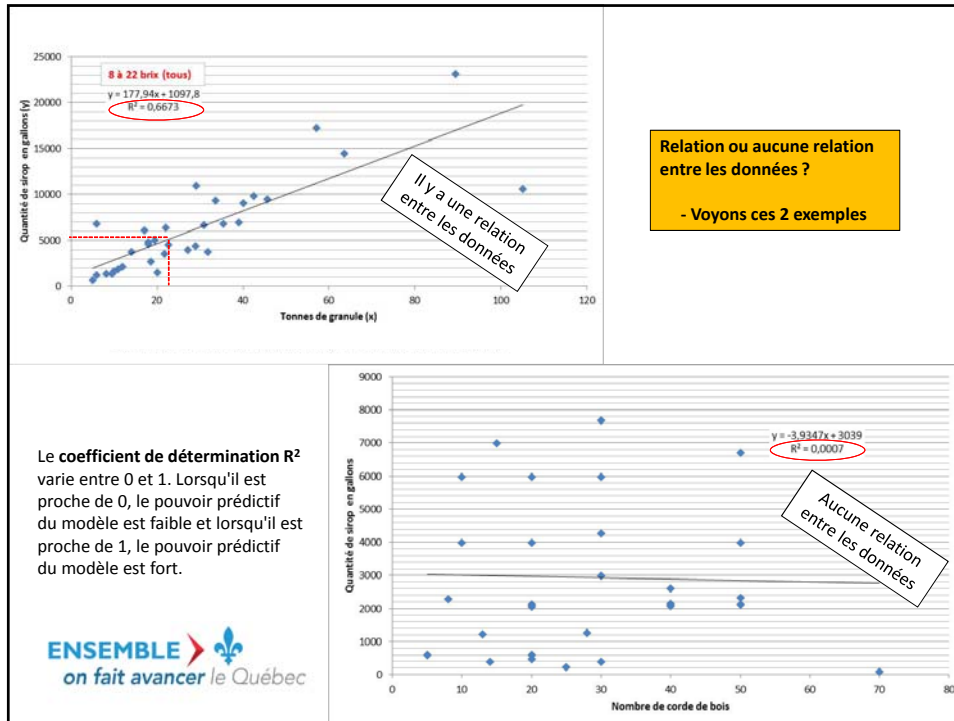 25000
20000
15000
10000
5000
0
0
20
40
60
80
100
120
Quantité de sirop en gallons (y)
Tonnes de granule (x)
8 à 22 brix (tous)
y = 177,94x + 1097,8
R² = 0,6673
Il y a une relation
entre les données
Relation ou aucune relation
entre les données ?
- Voyons ces 2 exemples
Le coefficient de détermination R²
varie entre 0 et 1. Lorsqu'il est
proche de 0, le pouvoir prédictif
du modèle est faible et lorsqu'il est
proche de 1, le pouvoir prédictif
du modèle est fort.
ENSEMBLE
on fait avancer le Québec
9000
8000
7000
6000
5000
4000
3000
2000
1000
0
0
10
20
30
40
50
60
70
80
Quantité de sirop en gallons
Nombre de corde de bois
y = -3,9347x + 3039
R² = 0,0007
Aucune relation
entre les données